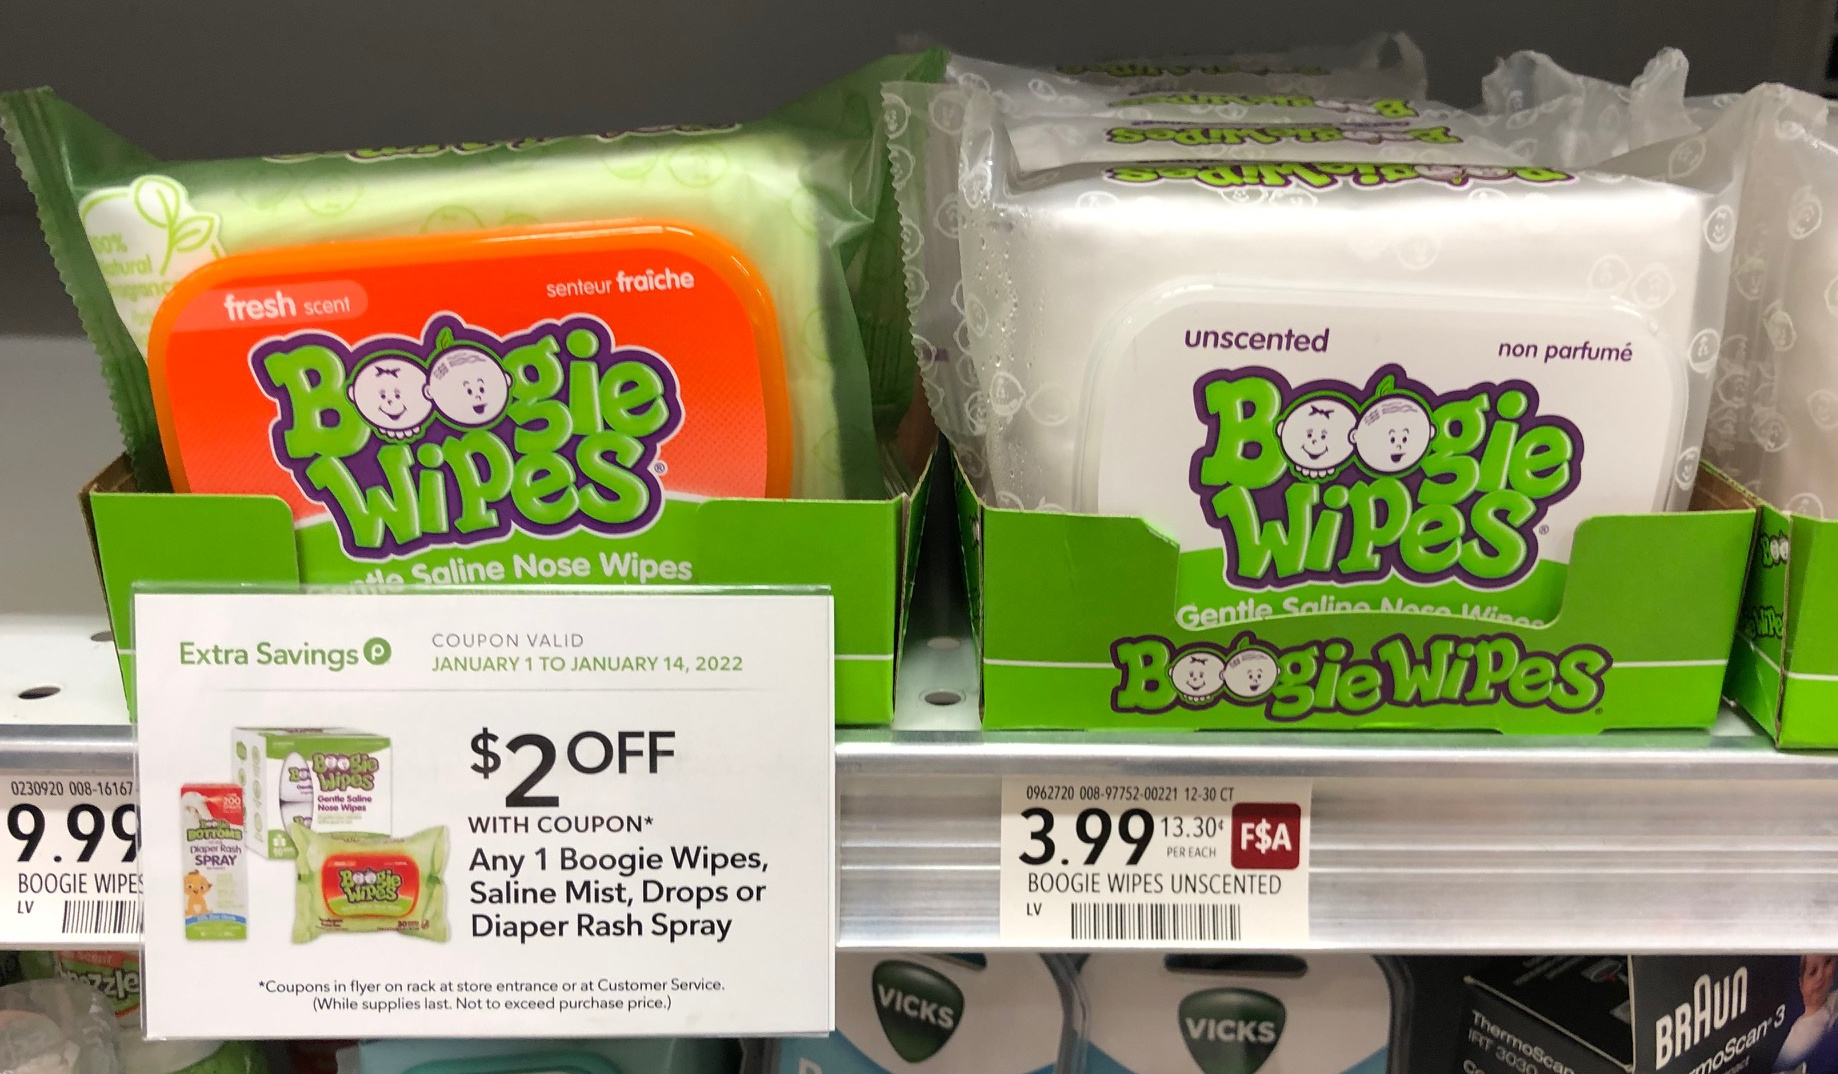 fresh scent
senteur fraîche
Boogie
Wipes®
Saline Nose Wipes
unscented
non parfumé
Boogie
Wipes®
Gentle Saline Nose Wipes
Boogie Wipes
Extra Savings P
COUPON VALID
JANUARY 1 TO JANUARY 14, 2022
$2 OFF
WITH COUPON*
Any 1 Boogie Wipes,
Saline Mist, Drops or
Diaper Rash Spray
*Coupons in flyer on rack at store entrance or at Customer Service.
(While supplies last. Not to exceed purchase price.)
Boogie
Wipes
Gentle Saline
Nose Wipes
BOTTOMS
Diaper Rash
SPRAY
Boogie
Wipes
0230920 008-16167
9.99
BOOGIE WIPES
LV
0962720 008-97752-00221 12-30 CT
3.99
13.30¢
PER EACH
F$A
BOOGIE WIPES UNSCENTED
LV
VICKS
VICKS
ThermoScan
IRT 3030
BRAUN
moScan 3